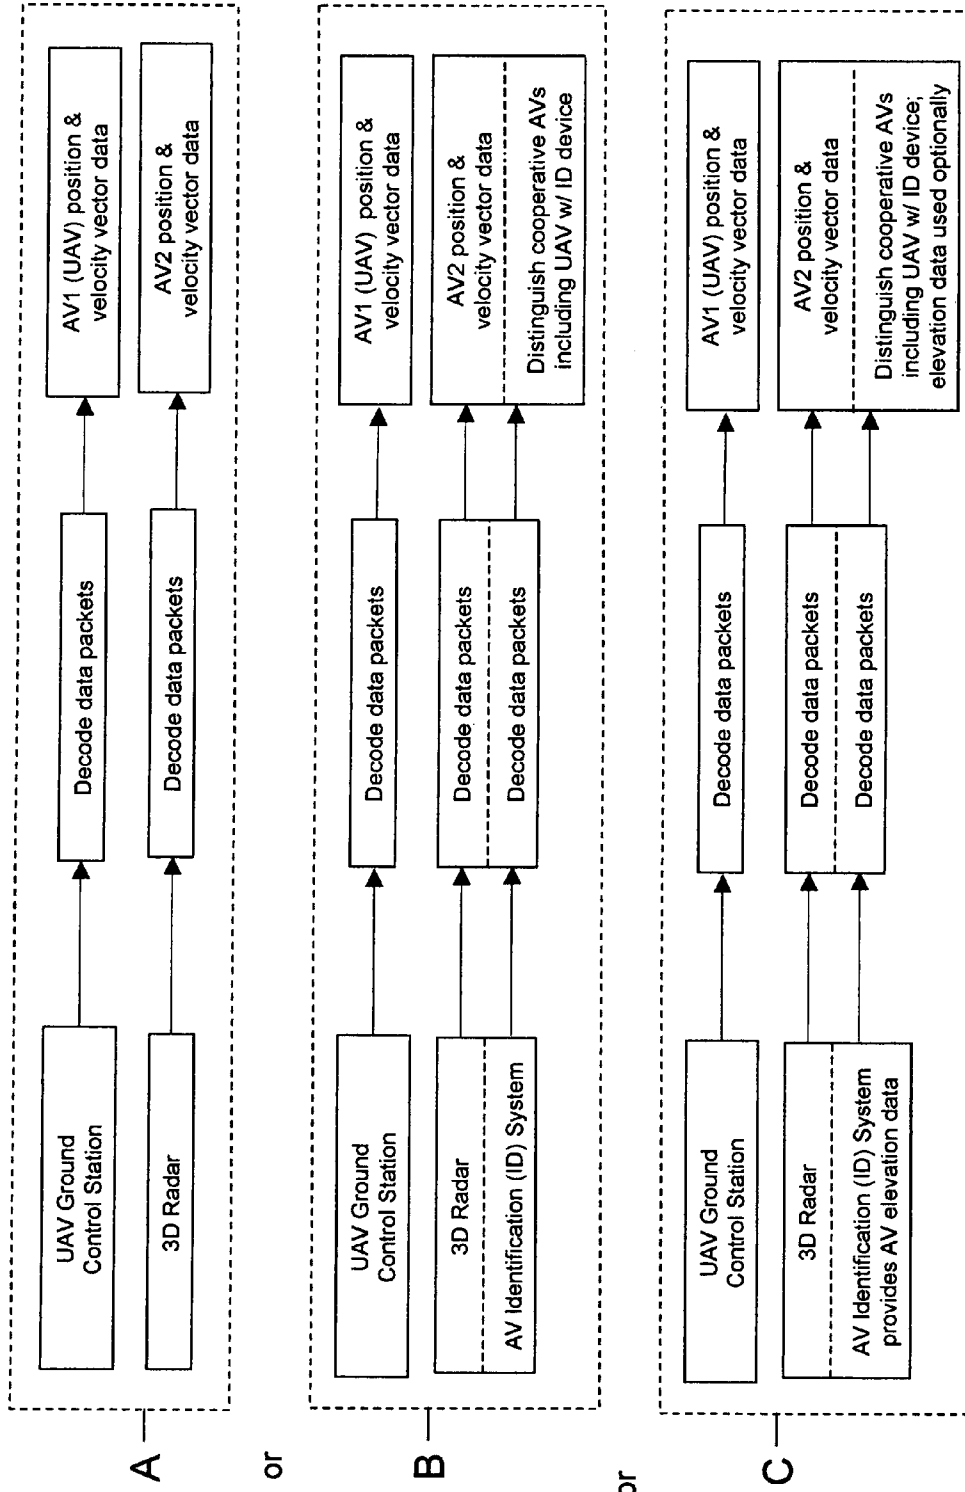 A
UAV Ground
Control Station
Decode data packets
AV1 (UAV) position &
velocity vector data
3D Radar
Decode data packets
AV2 position &
velocity vector data
or
B
UAV Ground
Control Station
Decode data packets
AV1 (UAV) position &
velocity vector data
3D Radar
Decode data packets
AV2 position &
velocity vector data
AV Identification (ID) System
Decode data packets
Distinguish cooperative AVs
including UAV w/ ID device
or
C
UAV Ground
Control Station
Decode data packets
AV1 (UAV) position &
velocity vector data
3D Radar
Decode data packets
AV2 position &
velocity vector data
AV Identification (ID) System
provides AV elevation data
Decode data packets
Distinguish cooperative AVs
including UAV w/ ID device;
elevation data used optionally